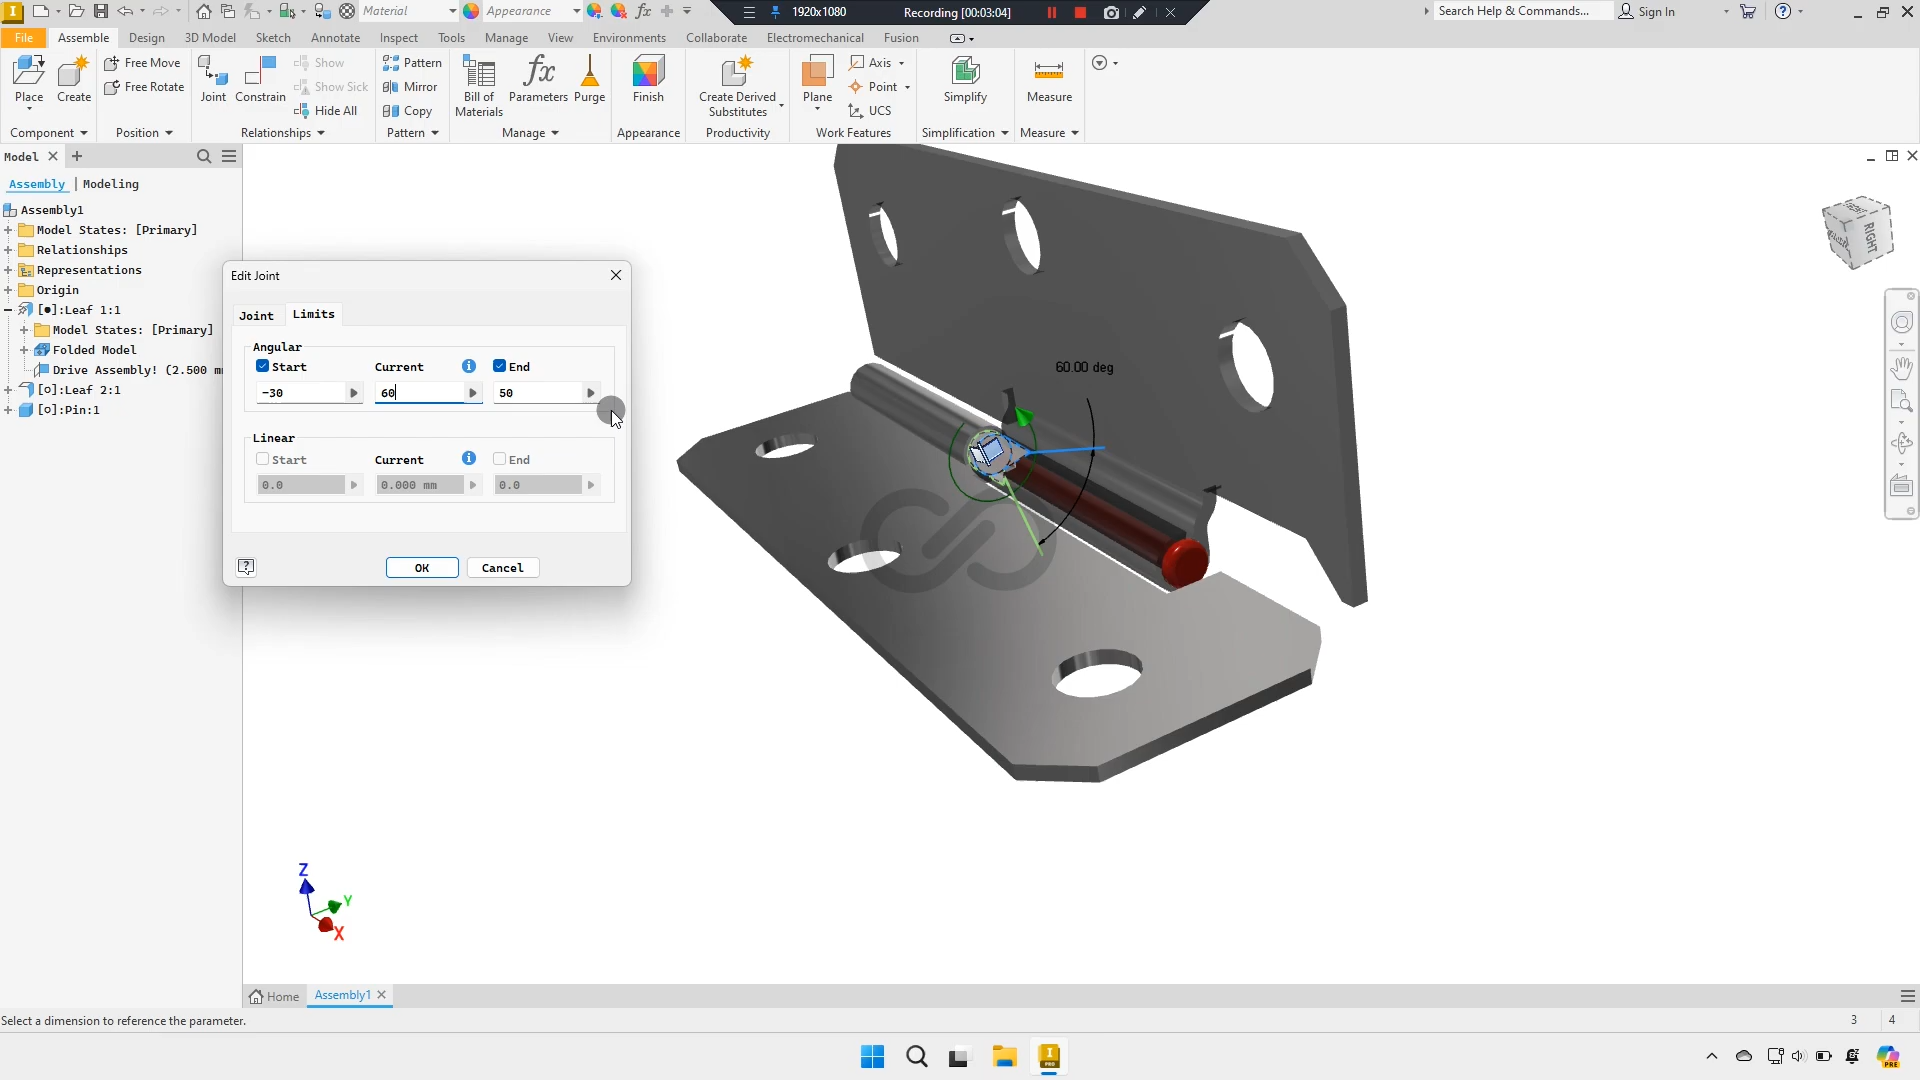 Material
Appearance
1920x1080
Recording [00:03:04]
Search Help & Commands...
Sign In
File
Assemble
Design
3D Model
Sketch
Annotate
Inspect
Tools
Manage
View
Environments
Collaborate
Electromechanical
Fusion
Place
Create
Free Move
Free Rotate
Joint
Constrain
Show
Show Sick
Hide All
Pattern
Mirror
Copy
Bill of
Materials
Parameters
Purge
Finish
Create Derived
Substitutes
Plane
Axis
Point
UCS
Simplify
Measure
Component
Position
Relationships
Pattern
Manage
Appearance
Productivity
Work Features
Simplification
Measure
Model
Assembly
Modeling
Assembly1
Model States: [Primary]
Relationships
Representations
Origin
[●]:Leaf 1:1
Model States: [Primary]
Folded Model
Drive Assembly! (2.500 m
[○]:Leaf 2:1
[○]:Pin:1
Edit Joint
Joint
Limits
Angular
Start
Current
End
-30
60
50
Linear
Start
Current
End
0.0
0.000 mm
0.0
OK
Cancel
60.00 deg
RIGHT
Z
Y
X
Home
Assembly1
Select a dimension to reference the parameter.
3
4